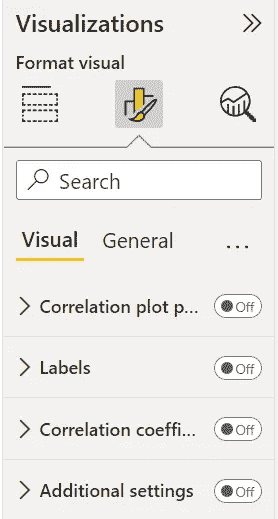 Visualizations
Format visual
Search
Visual General ...
Correlation plot p... Off
Labels Off
Correlation coeffi... Off
Additional settings Off